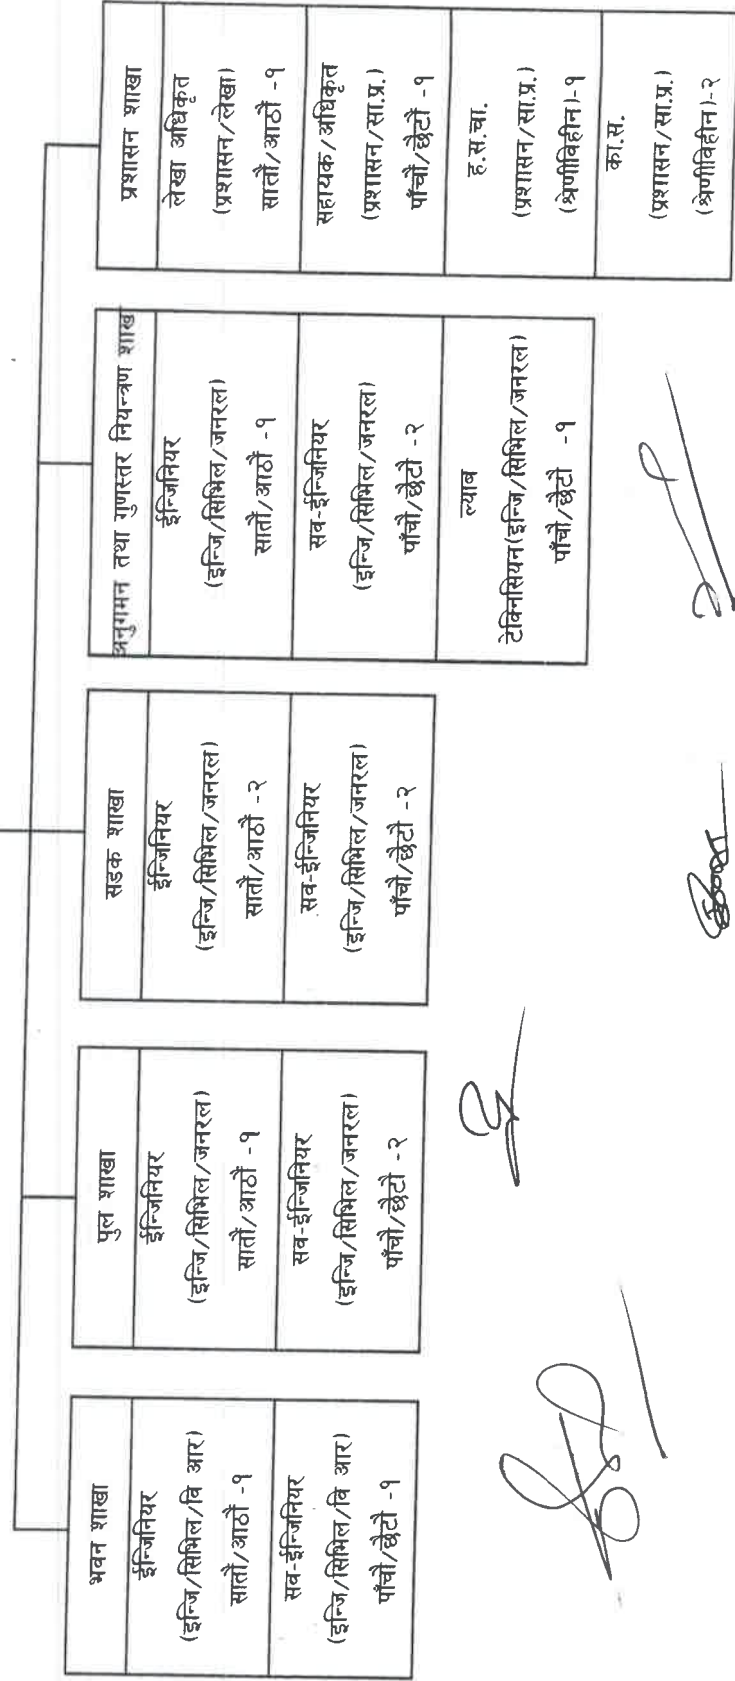 भवन शाखा
ईन्जिनियर
(इन्जि/सिभिल/वि आर)
सातौं/आठौं -१
सव-ईन्जिनियर
(इन्जि/सिभिल/वि आर)
पाँचौ/छैटौ -१
पुल शाखा
ईन्जिनियर
(इन्जि/सिभिल/जनरल)
सातौं/आठौं -१
सव-ईन्जिनियर
(इन्जि/सिभिल/जनरल)
पाँचौ/छैटौ -२
सडक शाखा
ईन्जिनियर
(इन्जि/सिभिल/जनरल)
सातौं/आठौं -२
सव-ईन्जिनियर
(इन्जि/सिभिल/जनरल)
पाँचौ/छैटौ -२
अनुगमन तथा गुणस्तर नियन्त्रण शाखा
ईन्जिनियर
(इन्जि/सिभिल/जनरल)
सातौं/आठौं -१
सव-ईन्जिनियर
(इन्जि/सिभिल/जनरल)
पाँचौ/छैटौ -२
ल्याब
टेक्निसियन(इन्जि/सिभिल/जनरल)
पाँचौ/छैटौ -१
प्रशासन शाखा
लेखा अधिकृत
(प्रशासन/लेखा)
सातौं/आठौं -१
सहायक/अधिकृत
(प्रशासन/सा.प्र.)
पाँचौं/छैटौं -१
ह.स.चा.
(प्रशासन/सा.प्र.)
(श्रेणीविहीन)-१
का.स.
(प्रशासन/सा.प्र.)
(श्रेणीविहीन)-२